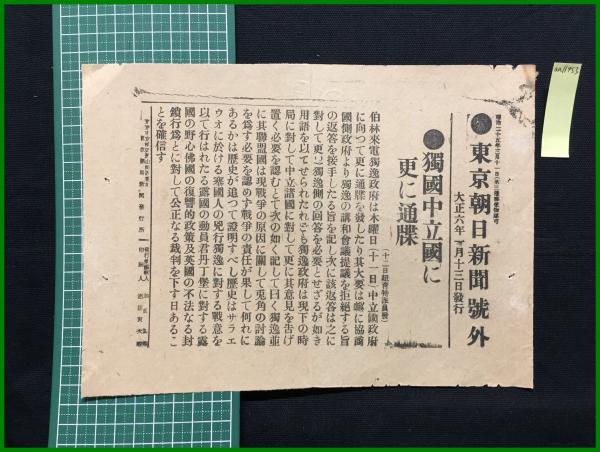 東京朝日新聞號外
大正六年一月十三日發行
獨國中立國に
更に通牒
(十二日紐育特派員發)
伯林來電獨逸政府は木曜日(十一日)中立國政府
に向つて更に通牒を發したり其大要は曩に協商
國側政府より獨逸の講和會議提議を拒絕する旨
の返答を接手したる旨を記し次に該返答は之に
對して更に獨逸側の回答を必要とせざるが如き
用語を以てせられたれども獨逸政府は現下の時
局に對して中立諸國に對して更に其意見を告げ
置く必要を認むとて次の如く記して曰く獨逸並
に其聯盟國は現戰爭の原因に關して兎角の討論
を爲す必要を認めず戰爭の責任が果して何れに
あるかは歷史が追つて證明すべし歷史はサラエ
ウオに於ける塞國人の兇行獨逸に對する戰意を
以て行はれたる露國の動員君丹丁堡に對する露
國の野心佛國の復讐的政策及英國の不法なる封
鎖行爲とに對して公正なる裁判を下す日あるこ
とを確信す
新聞發行所
an1953